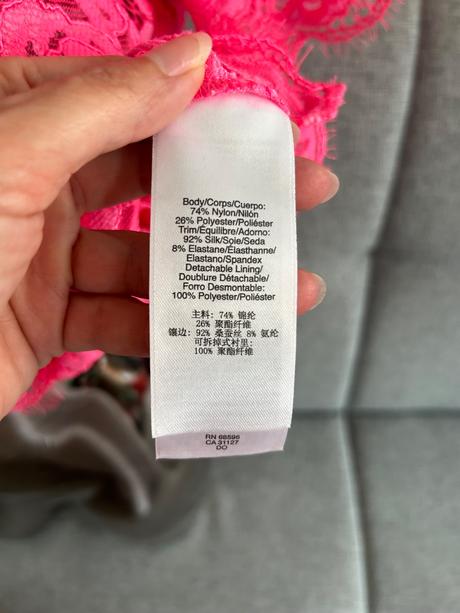 Body/Corps/Cuerpo:
74% Nylon/Nilón
26% Polyester/Poliéster
Trim/Équilibre/Adorno:
92% Silk/Soie/Seda
8% Elastane/Élasthanne/
Elastano/Spandex
Detachable Lining/
Doublure Détachable/
Forro Desmontable:
100% Polyester/Poliéster
主料: 74% 锦纶
26% 聚酯纤维
镶边: 92% 桑蚕丝 8% 氨纶
可拆掉式衬里:
100% 聚酯纤维
RN 68596
CA 31127
DO